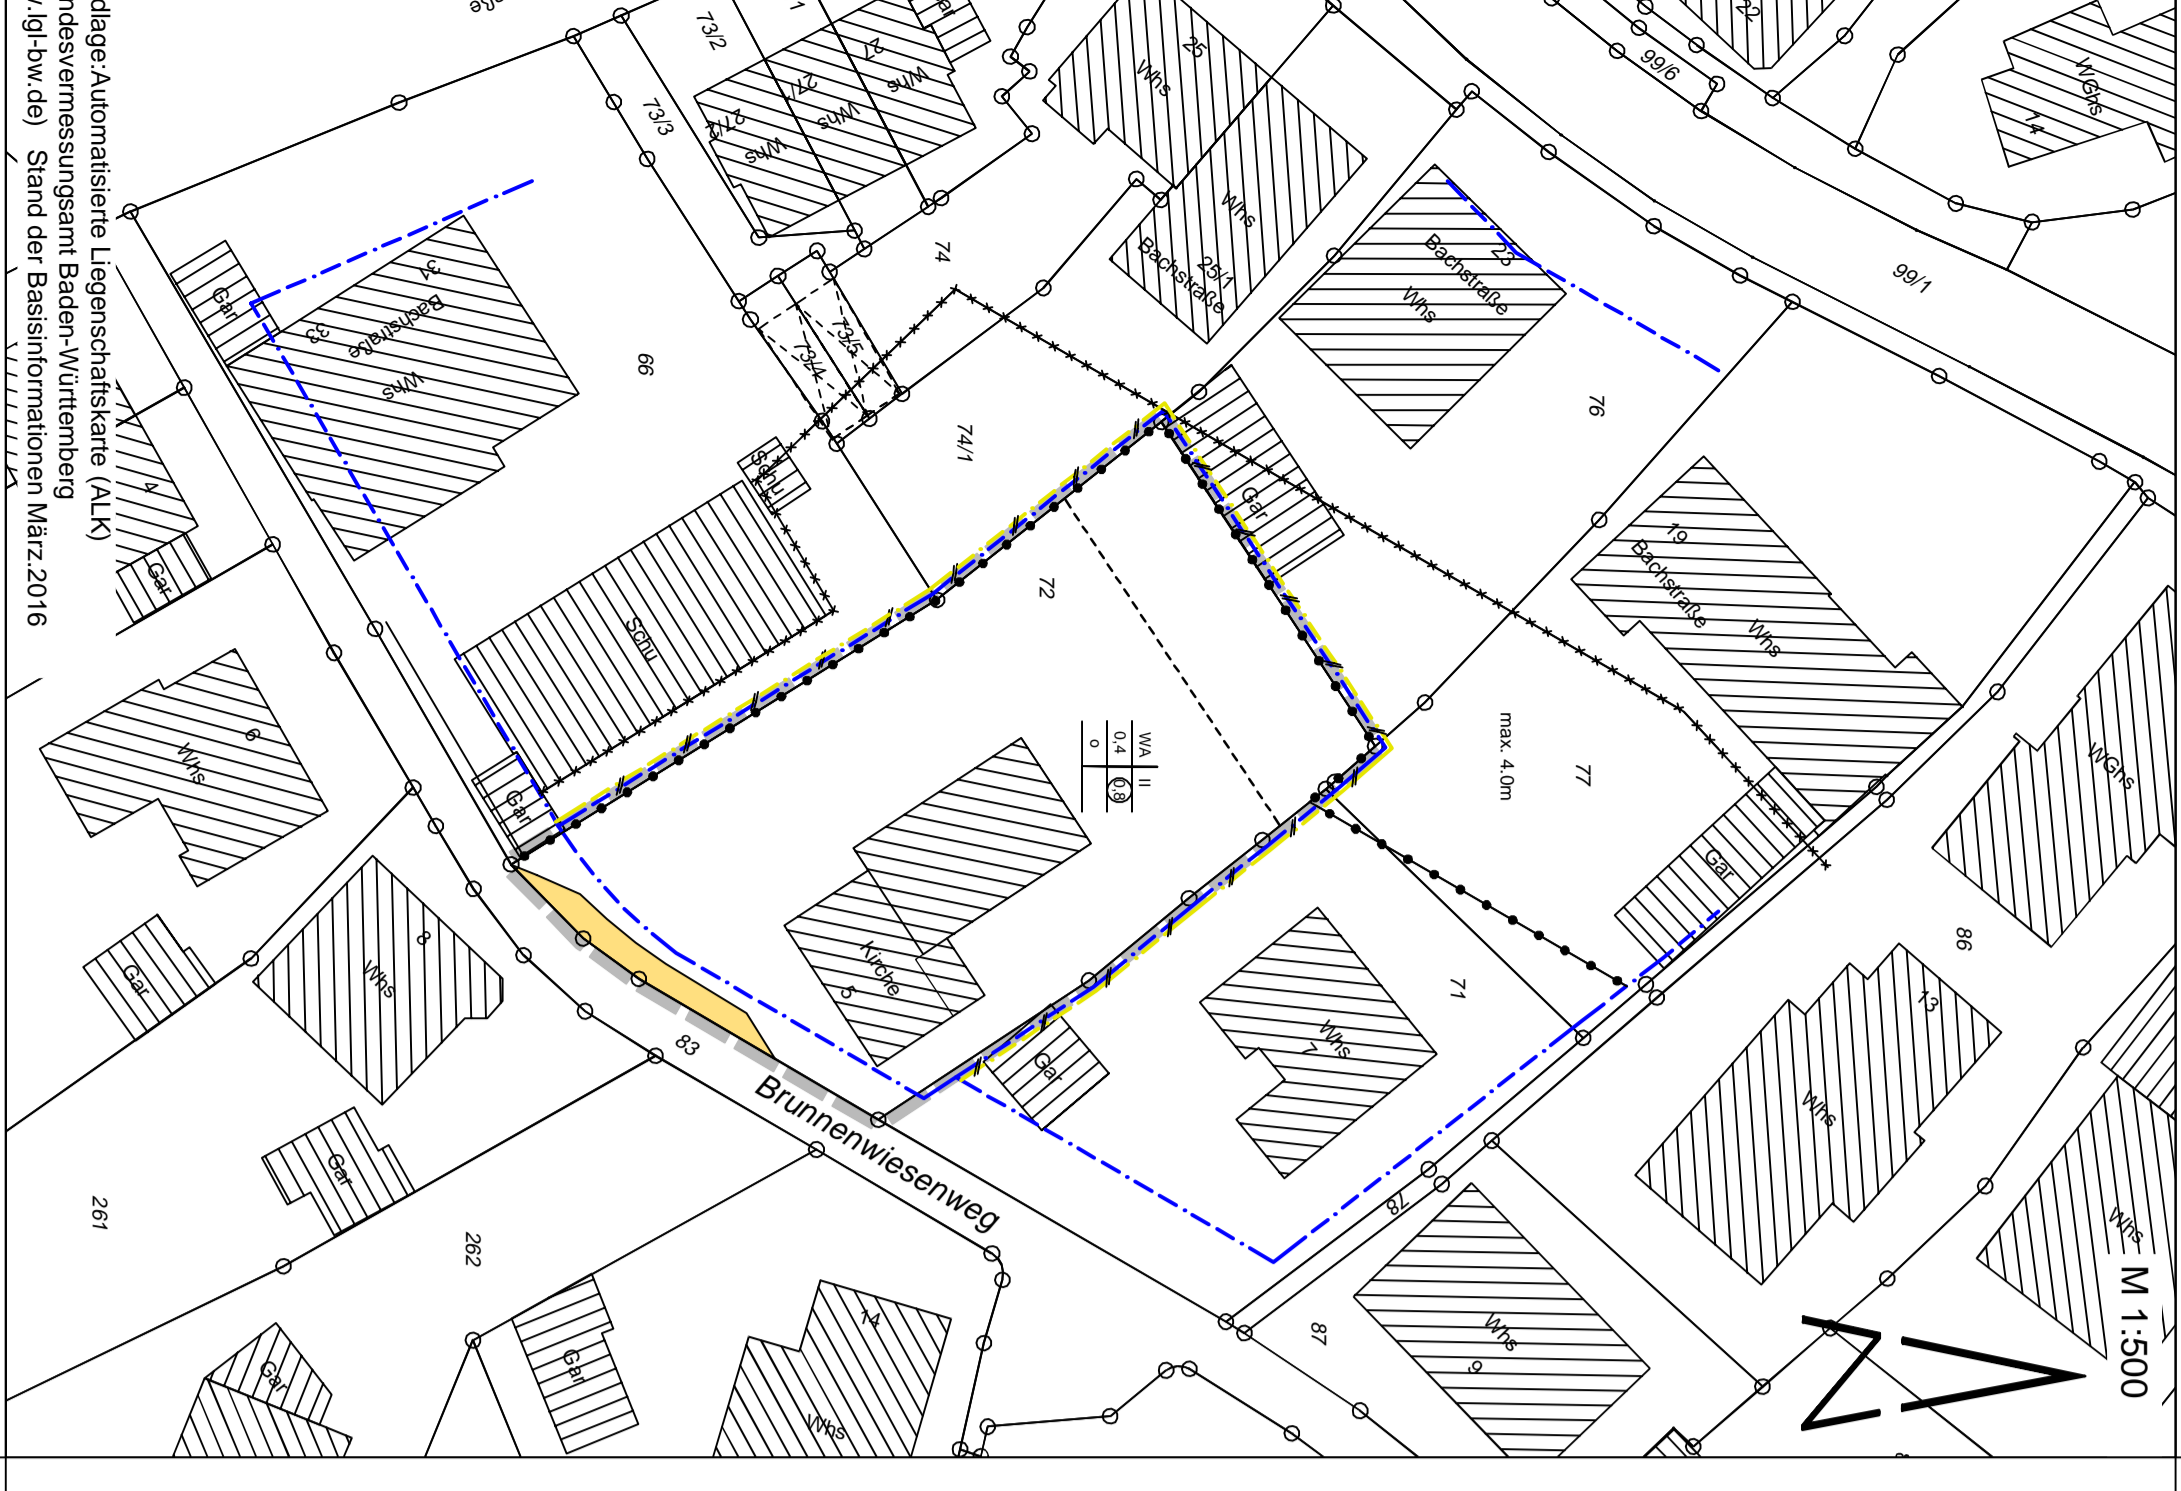 dlage:Automatisierte Liegenschaftskarte (ALK)
ndesvermessungsamt Baden-Württemberg
.lgl-bw.de) Stand der Basisinformationen März.2016
M 1:500
Brunnenwiesenweg
WA II
0,4 0,8
o
max. 4.0m
Kirche
5
72
71
77
76
74
74/1
73/2
73/3
73/4
73/5
66
83
78
86
87
99/1
99/6
261
262
22
WGhs
14
25
Whs
Whs
25/1
Bachstraße
23
Bachstraße
Whs
19
Bachstraße
Whs
27
Whs
27/1
Whs
27/2
Whs
31
Bachstraße
33
Whs
Gar
Gar
Gar
Gar
Gar
Gar
Schu
Schu
4
Gar
6
Whs
8
Whs
Gar
Gar
Gar
Gar
14
Whs
Whs
7
Whs
9
13
Whs
WGhs
Whs